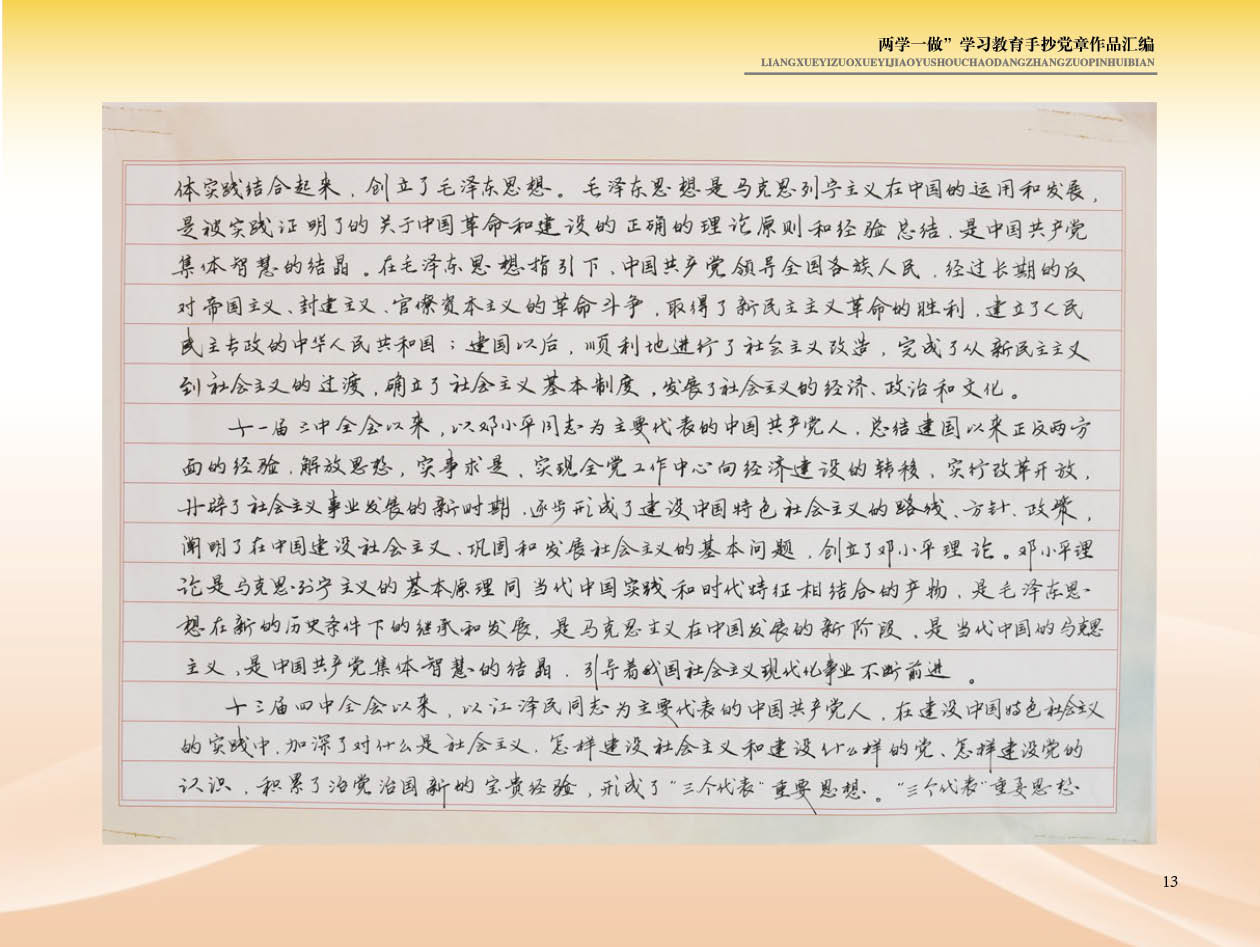 两学一做”学习教育手抄党章作品汇编
LIANGXUEYIZUOXUEYIJIAOYUSHOUCHAODANGZHANGZUOPINHUIBIAN
体实践结合起来,创立了毛泽东思想。毛泽东思想是马克思列宁主义在中国的运用和发展,
是被实践证明了的关于中国革命和建设的正确的理论原则和经验总结,是中国共产党
集体智慧的结晶。在毛泽东思想指引下,中国共产党领导全国各族人民,经过长期的反
对帝国主义、封建主义、官僚资本主义的革命斗争,取得了新民主主义革命的胜利,建立了人民
民主专政的中华人民共和国;建国以后,顺利地进行了社会主义改造,完成了从新民主主义
到社会主义的过渡,确立了社会主义基本制度,发展了社会主义的经济、政治和文化。
十一届三中全会以来,以邓小平同志为主要代表的中国共产党人,总结建国以来正反两方
面的经验,解放思想,实事求是,实现全党工作中心向经济建设的转移,实行改革开放,
开辟了社会主义事业发展的新时期,逐步形成了建设中国特色社会主义的路线、方针、政策,
阐明了在中国建设社会主义、巩固和发展社会主义的基本问题,创立了邓小平理论。邓小平理
论是马克思列宁主义的基本原理同当代中国实践和时代特征相结合的产物,是毛泽东思
想在新的历史条件下的继承和发展,是马克思主义在中国发展的新阶段,是当代中国的马克思
主义,是中国共产党集体智慧的结晶,引导着我国社会主义现代化事业不断前进。
十三届四中全会以来,以江泽民同志为主要代表的中国共产党人,在建设中国特色社会主义
的实践中,加深了对什么是社会主义,怎样建设社会主义和建设什么样的党、怎样建设党的
认识,积累了治党治国新的宝贵经验,形成了“三个代表”重要思想。“三个代表”重要思想
13